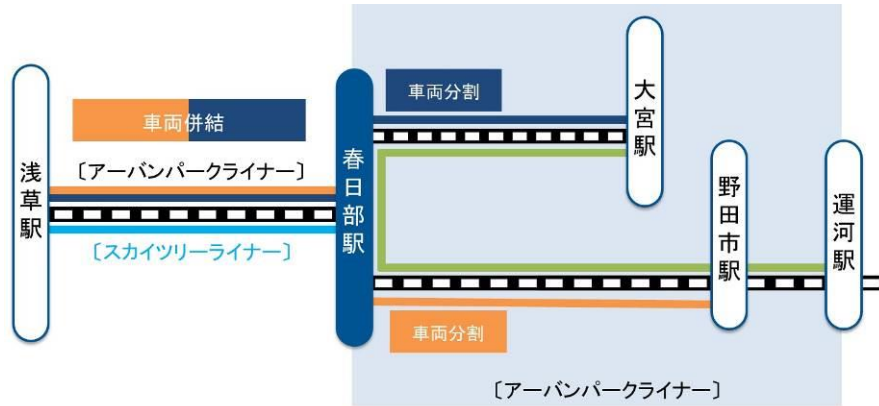 浅草駅
車両併結
〔アーバンパークライナー〕
〔スカイツリーライナー〕
春日部駅
車両分割
大宮駅
野田市駅
運河駅
車両分割
〔アーバンパークライナー〕